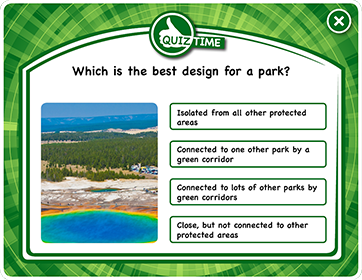 QUIZ TIME
Which is the best design for a park?
Isolated from all other protected
areas
Connected to one other park by a
green corridor
Connected to lots of other parks by
green corridors
Close, but not connected to other
protected areas